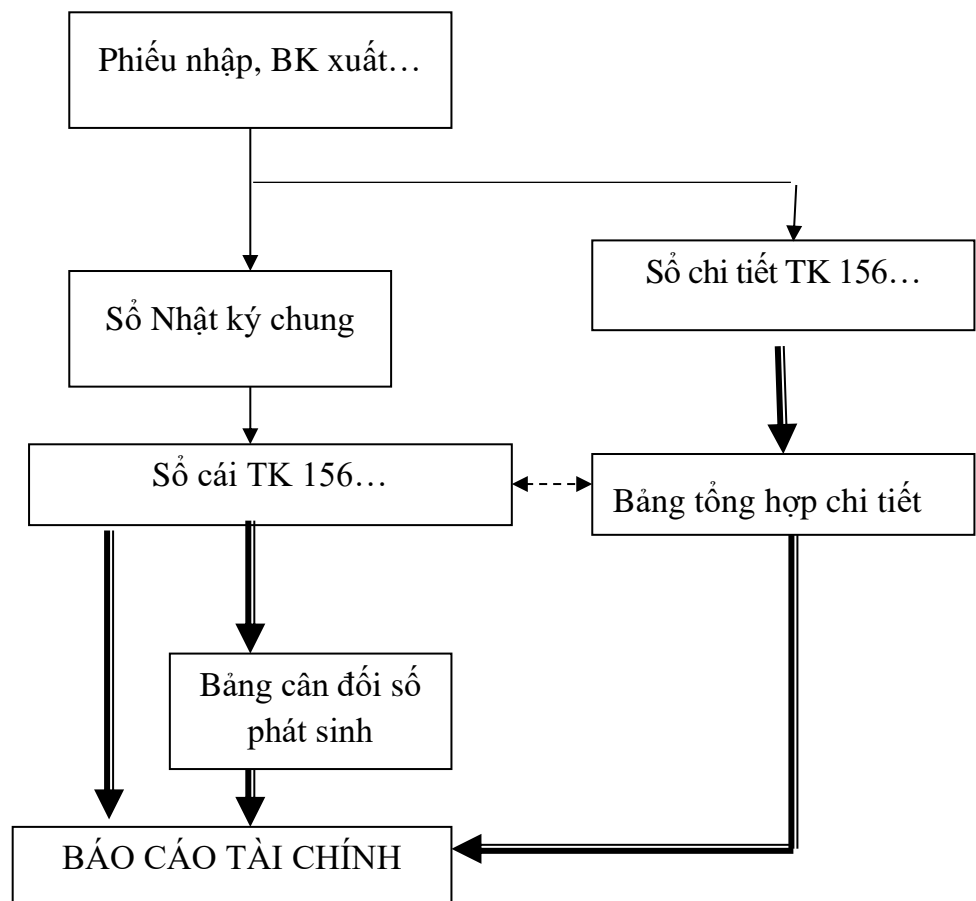 Phiếu nhập, BK xuất…
Sổ chi tiết TK 156…
Sổ Nhật ký chung
Sổ cái TK 156…
Bảng tổng hợp chi tiết
Bảng cân đối số
phát sinh
BÁO CÁO TÀI CHÍNH